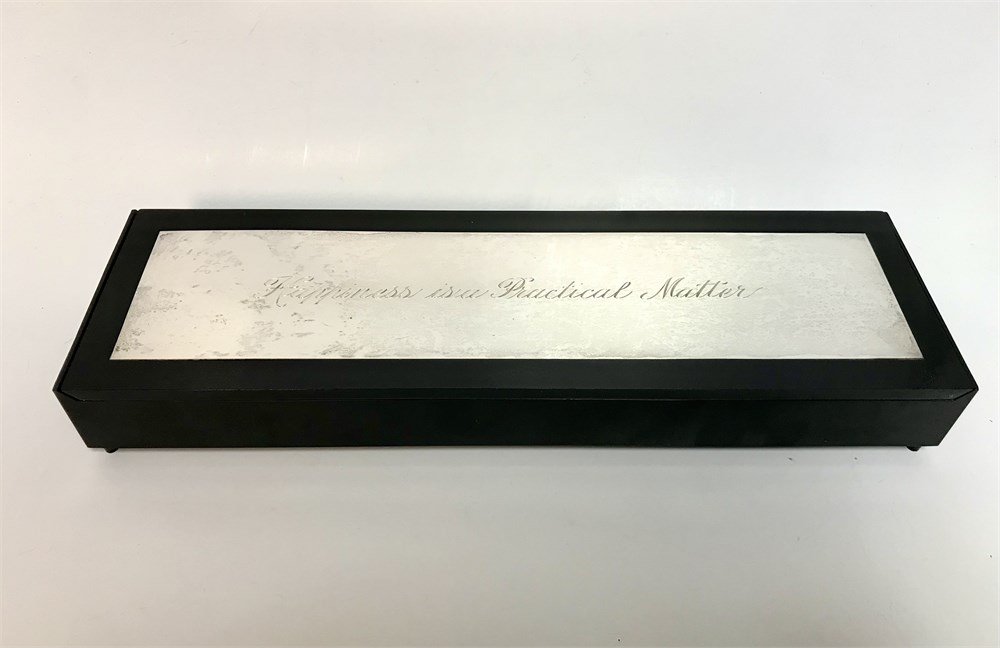 Happiness is a Practical Matter